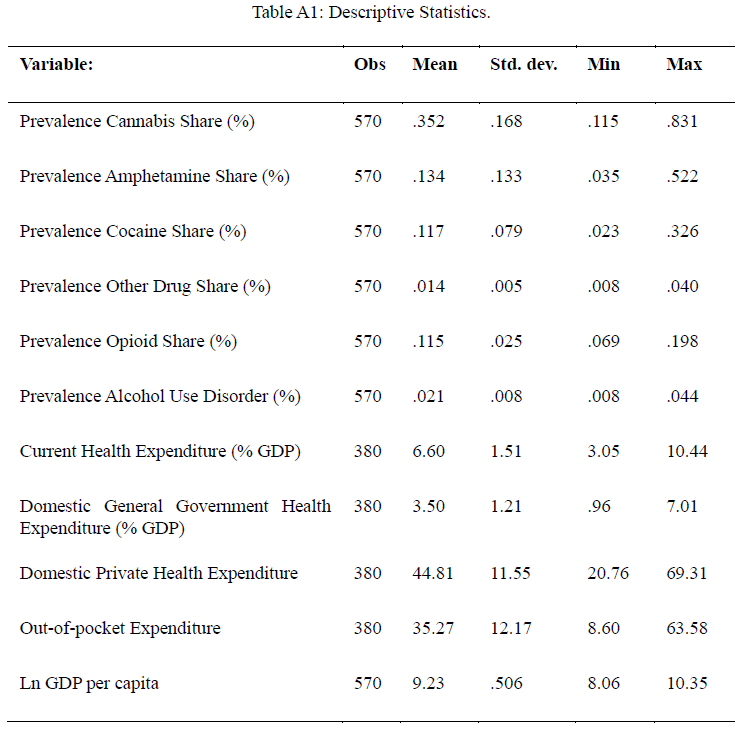 Table A1: Descriptive Statistics.
Variable: Obs Mean Std. dev. Min Max
Prevalence Cannabis Share (%) 570 .352 .168 .115 .831
Prevalence Amphetamine Share (%) 570 .134 .133 .035 .522
Prevalence Cocaine Share (%) 570 .117 .079 .023 .326
Prevalence Other Drug Share (%) 570 .014 .005 .008 .040
Prevalence Opioid Share (%) 570 .115 .025 .069 .198
Prevalence Alcohol Use Disorder (%) 570 .021 .008 .008 .044
Current Health Expenditure (% GDP) 380 6.60 1.51 3.05 10.44
Domestic General Government Health 380 3.50 1.21 .96 7.01
Expenditure (% GDP)
Domestic Private Health Expenditure 380 44.81 11.55 20.76 69.31
Out-of-pocket Expenditure 380 35.27 12.17 8.60 63.58
Ln GDP per capita 570 9.23 .506 8.06 10.35